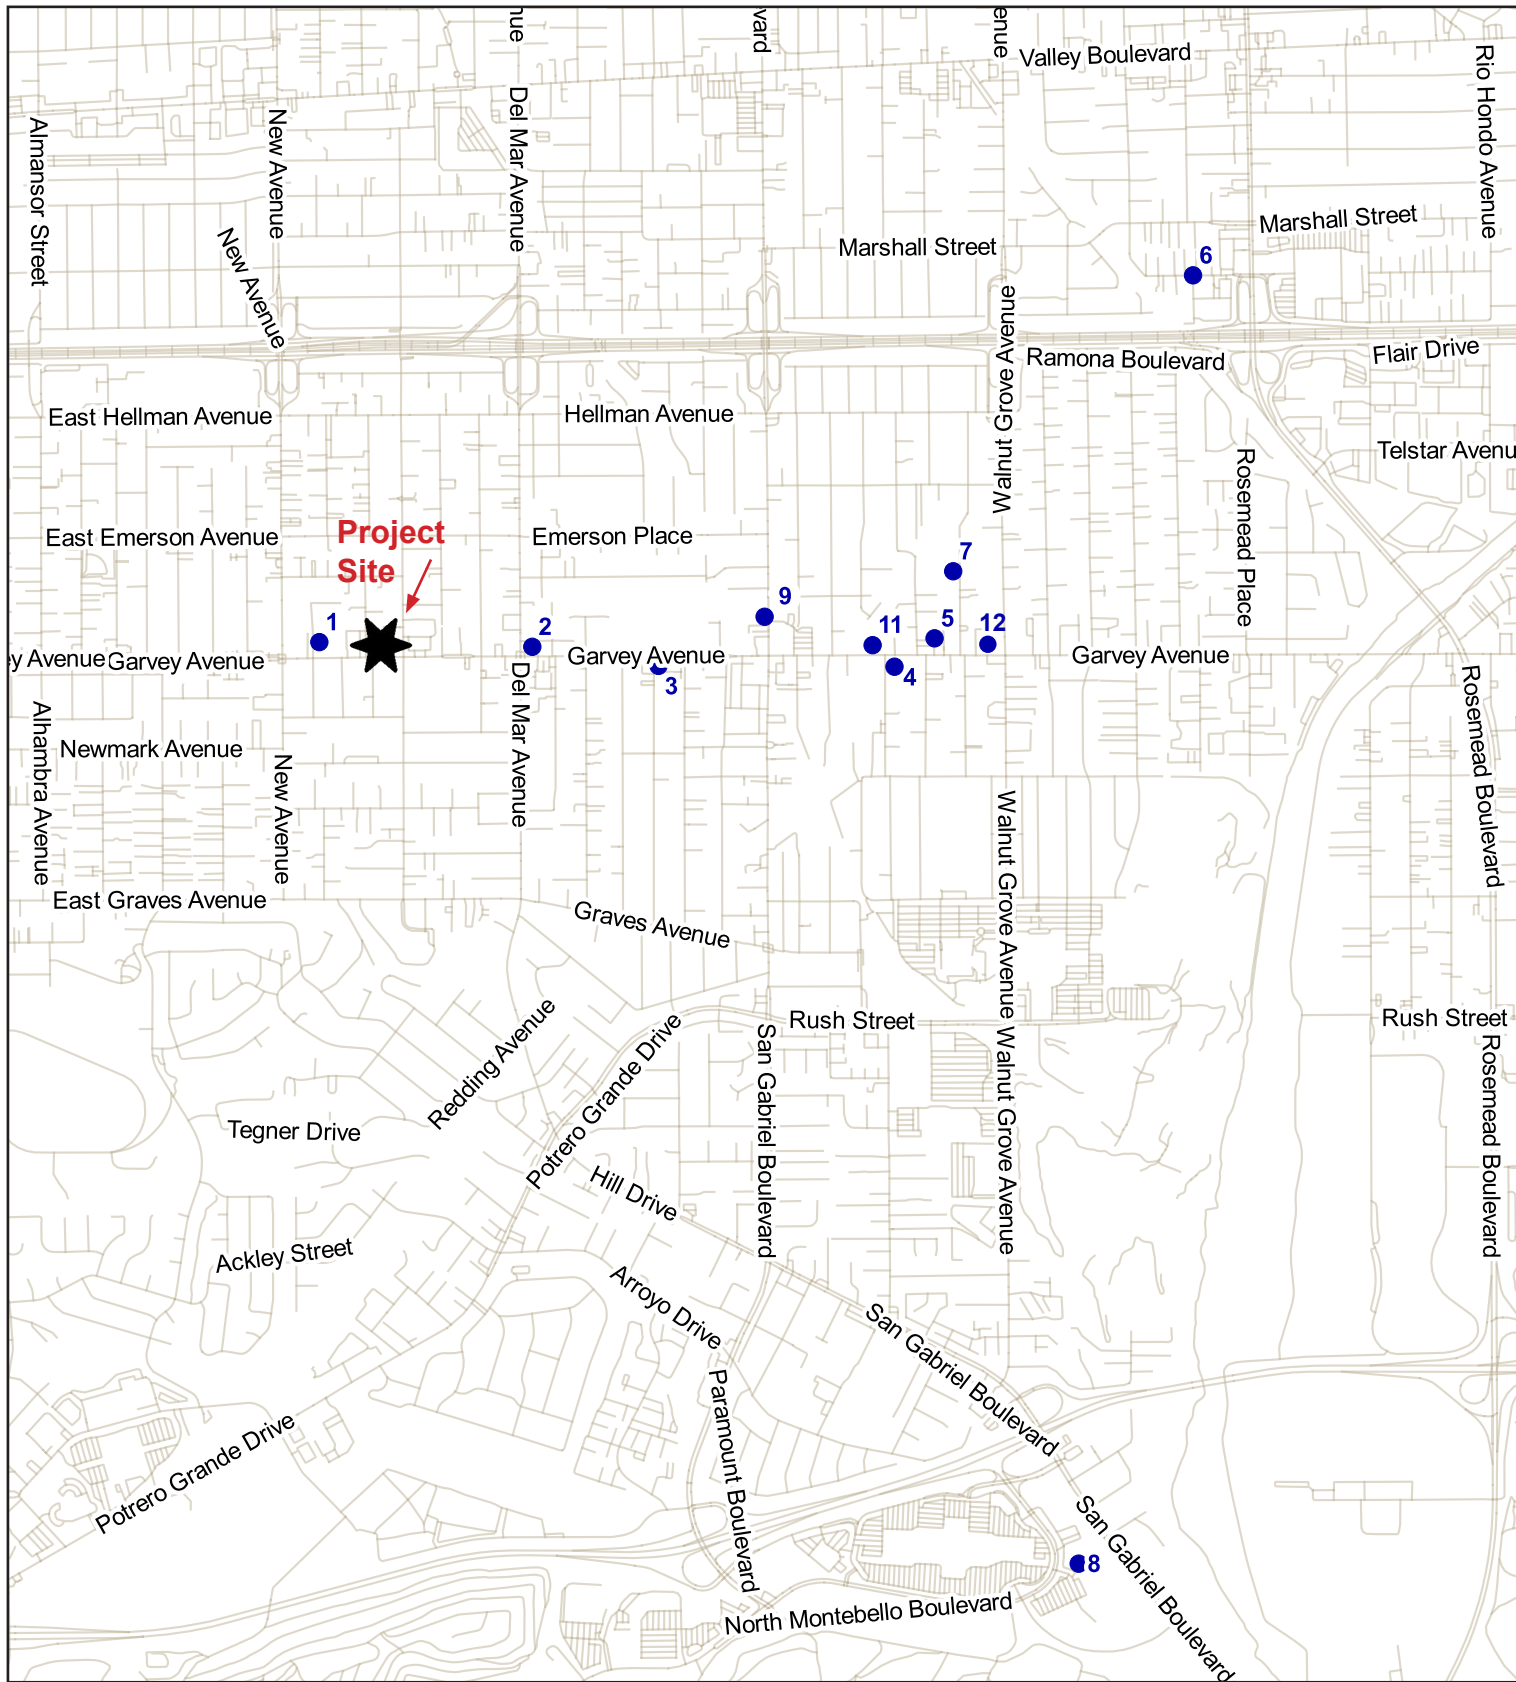 nue
vard
enue
Valley Boulevard
Rio Hondo Avenue
Almansor Street
New Avenue
Del Mar Avenue
New Avenue
Marshall Street
Marshall Street
6
Walnut Grove Avenue
Ramona Boulevard
Flair Drive
East Hellman Avenue
Hellman Avenue
Telstar Avenu
Rosemead Place
East Emerson Avenue
Project
Site
Emerson Place
7
9
1
2
11
5
12
ey Avenue
Garvey Avenue
Garvey Avenue
Garvey Avenue
3
4
Del Mar Avenue
Rosemead Boulevard
Alhambra Avenue
Newmark Avenue
New Avenue
Walnut Grove Avenue
East Graves Avenue
Graves Avenue
Redding Avenue
Potrero Grande Drive
Rush Street
Rush Street
San Gabriel Boulevard
Walnut Grove Avenue
Rosemead Boulevard
Tegner Drive
Hill Drive
Ackley Street
Arroyo Drive
San Gabriel Boulevard
Paramount Boulevard
Potrero Grande Drive
San Gabriel Boulevard
8
North Montebello Boulevard